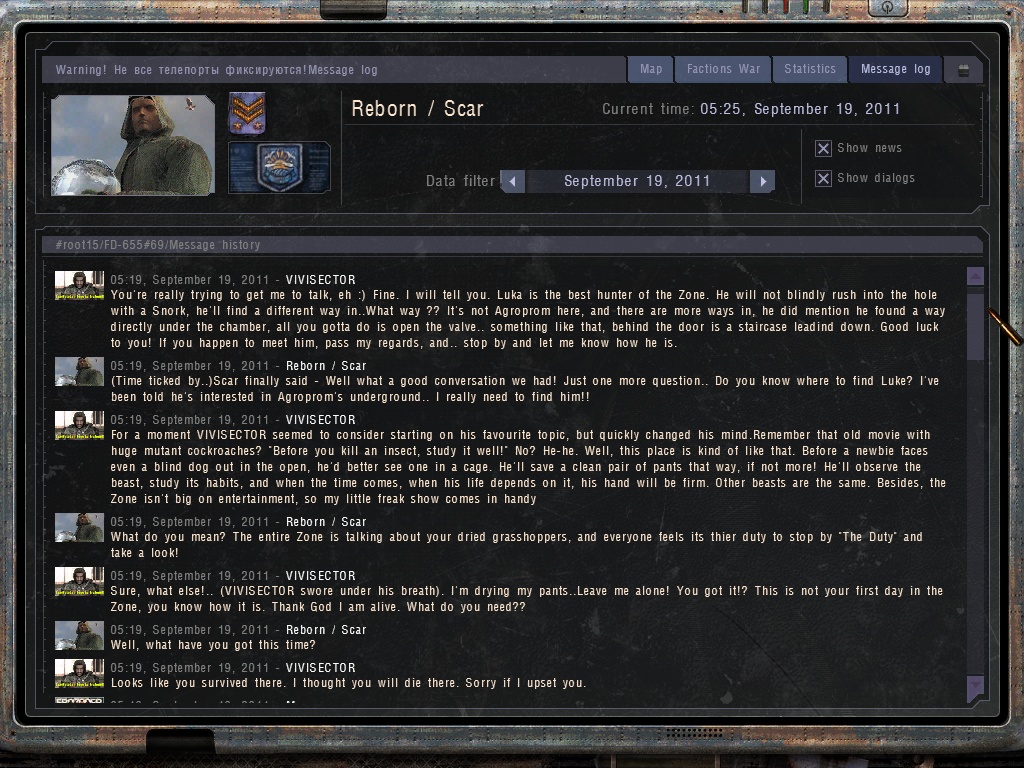 Warning! Не все телепорты фиксируются!Message log
Map
Factions War
Statistics
Message log
Reborn / Scar
Current time: 05:25, September 19, 2011
Show news
Data filter
September 19, 2011
Show dialogs
#root15/FD-655#69/Message history
05:19, September 19, 2011 - VIVISECTOR
You're really trying to get me to talk, eh :) Fine. I will tell you. Luka is the best hunter of the Zone. He will not blindly rush into the hole
with a Snork, he'll find a different way in..What way ?? It's not Agroprom here, and there are more ways in, he did mention he found a way
directly under the chamber, all you gotta do is open the valve.. something like that, behind the door is a staircase leadind down. Good luck
to you! If you happen to meet him, pass my regards, and.. stop by and let me know how he is.
05:19, September 19, 2011 - Reborn / Scar
(Time ticked by..)Scar finally said - Well what a good conversation we had! Just one more question.. Do you know where to find Luke? I've
been told he's interested in Agroprom's underground.. I really need to find him!!
05:19, September 19, 2011 - VIVISECTOR
For a moment VIVISECTOR seemed to consider starting on his favourite topic, but quickly changed his mind.Remember that old movie with
huge mutant cockroaches? "Before you kill an insect, study it well!" No? He-he. Well, this place is kind of like that. Before a newbie faces
even a blind dog out in the open, he'd better see one in a cage. He'll save a clean pair of pants that way, if not more! He'll observe the
beast, study its habits, and when the time comes, when his life depends on it, his hand will be firm. Other beasts are the same. Besides, the
Zone isn't big on entertainment, so my little freak show comes in handy
05:19, September 19, 2011 - Reborn / Scar
What do you mean? The entire Zone is talking about your dried grasshoppers, and everyone feels its thier duty to stop by "The Duty" and
take a look!
05:19, September 19, 2011 - VIVISECTOR
Sure, what else!.. (VIVISECTOR swore under his breath). I'm drying my pants..Leave me alone! You got it!? This is not your first day in the
Zone, you know how it is. Thank God I am alive. What do you need??
05:19, September 19, 2011 - Reborn / Scar
Well, what have you got this time?
05:19, September 19, 2011 - VIVISECTOR
Looks like you survived there. I thought you will die there. Sorry if I upset you.